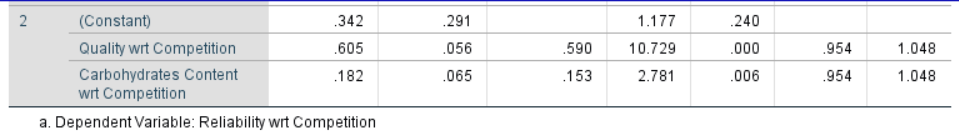 2 (Constant) .342 .291 1.177 .240
Quality wrt Competition .605 .056 .590 10.729 .000 .954 1.048
Carbohydrates Content wrt Competition .182 .065 .153 2.781 .006 .954 1.048
a. Dependent Variable: Reliability wrt Competition